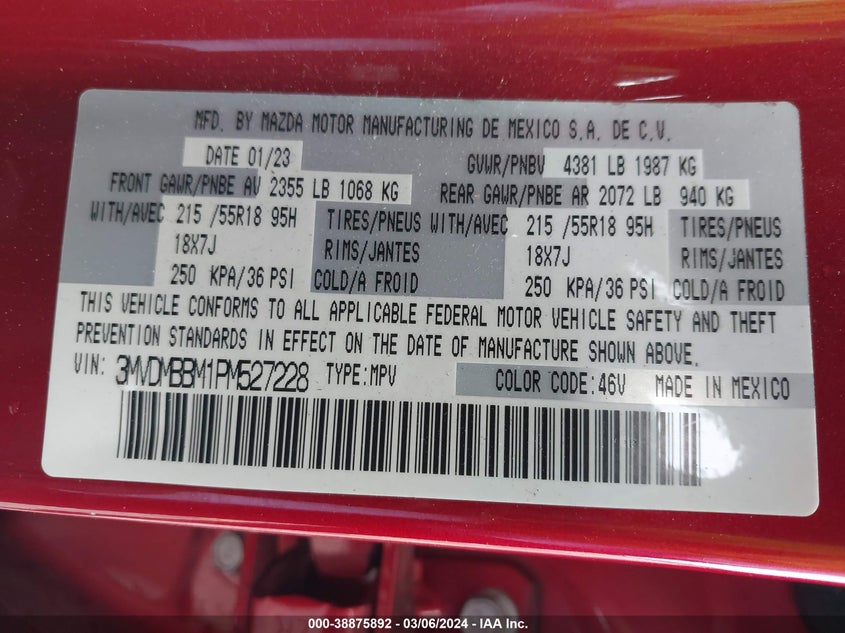 MFD. BY MAZDA MOTOR MANUFACTURING DE MEXICO S.A. DE C.V.
DATE 01/23 GVWR/PNBV 4381 LB 1987 KG
FRONT GAWR/PNBE AV 2355 LB 1068 KG REAR GAWR/PNBE AR 2072 LB 940 KG
WITH/AVEC 215 /55R18 95H TIRES/PNEUS WITH/AVEC 215 /55R18 95H TIRES/PNEUS
18X7J RIMS/JANTES 18X7J RIMS/JANTES
250 KPA/36 PSI COLD/A FROID 250 KPA/36 PSI COLD/A FROID
THIS VEHICLE CONFORMS TO ALL APPLICABLE FEDERAL MOTOR VEHICLE SAFETY AND THEFT
PREVENTION STANDARDS IN EFFECT ON THE DATE OF MANUFACTURE SHOWN ABOVE.
VIN: 3MVDMBBM1PM527228 TYPE:MPV COLOR CODE:46V MADE IN MEXICO
000-38875892 - 03/06/2024 - IAA Inc.